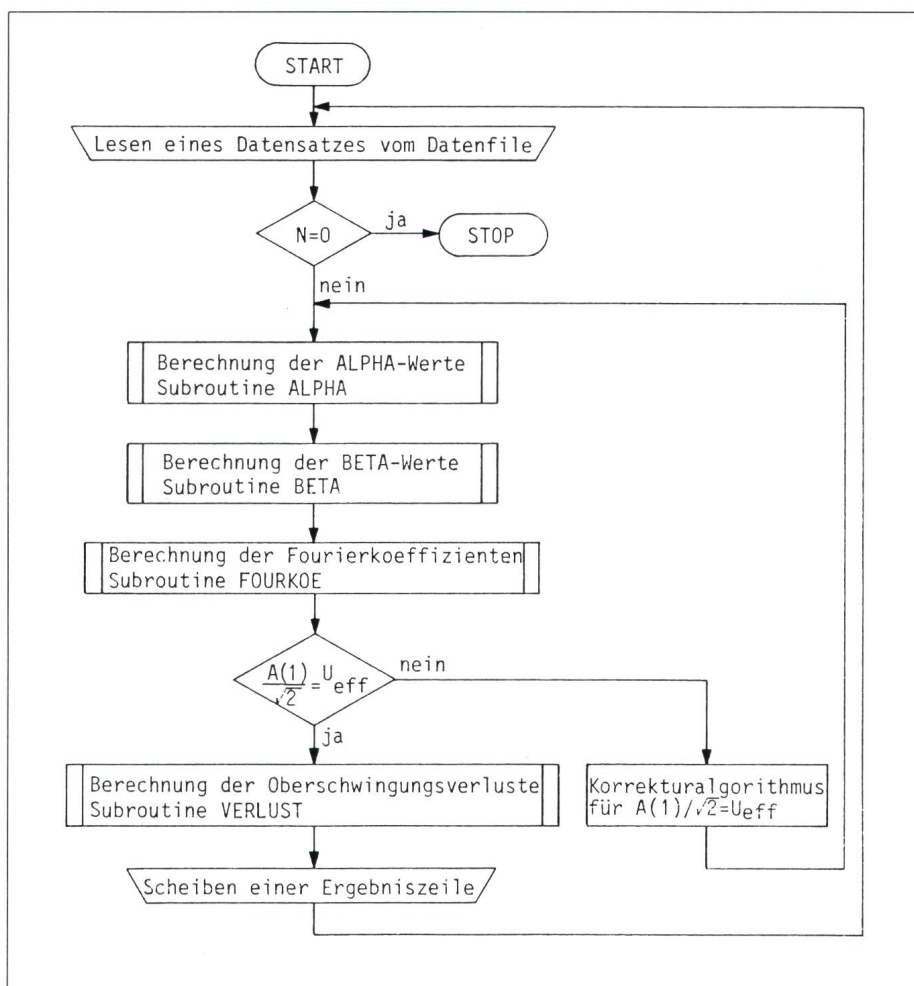 START
Lesen eines Datensatzes vom Datenfile
N=0
ja
STOP
nein
Berechnung der ALPHA-Werte
Subroutine ALPHA
Berechnung der BETA-Werte
Subroutine BETA
Berechnung der Fourierkoeffizienten
Subroutine FOURKOE
A(1)/√2=Ueff
nein
ja
Berechnung der Oberschwingungsverluste
Subroutine VERLUST
Korrekturalgorithmus
für A(1)/√2=Ueff
Scheiben einer Ergebniszeile